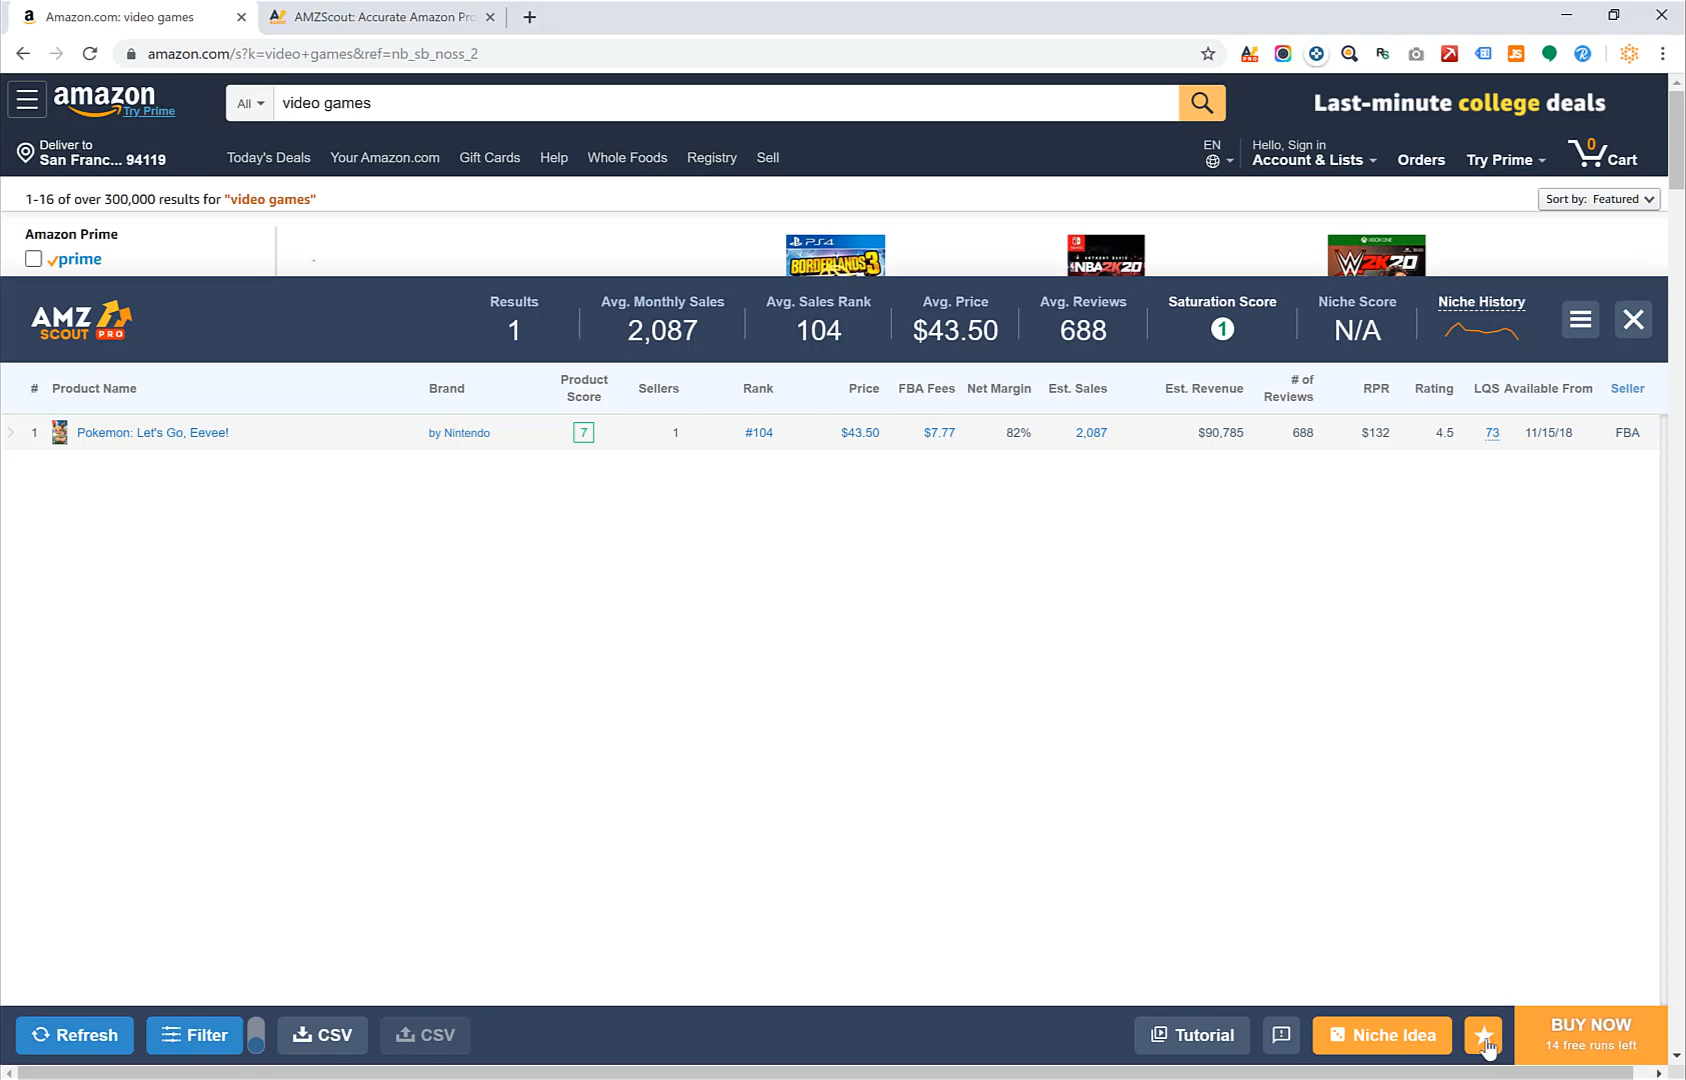 Amazon.com: video games
AMZScout: Accurate Amazon Pro
amazon.com/s?k=video+games&ref=nb_sb_noss_2
amazon
Try Prime
All
video games
Last-minute college deals
Deliver to
San Franc... 94119
Today's Deals
Your Amazon.com
Gift Cards
Help
Whole Foods
Registry
Sell
EN
Hello, Sign in
Account & Lists
Orders
Try Prime
0
Cart
1-16 of over 300,000 results for "video games"
Sort by: Featured
Amazon Prime
prime
PS4
BORDERLANDS 3
NBA 2K20
XBOX ONE
W 2K20
AMZ
SCOUT PRO
Results
1
Avg. Monthly Sales
2,087
Avg. Sales Rank
104
Avg. Price
$43.50
Avg. Reviews
688
Saturation Score
1
Niche Score
N/A
Niche History
# Product Name Brand Product Score Sellers Rank Price FBA Fees Net Margin Est. Sales Est. Revenue # of Reviews RPR Rating LQS Available From Seller
1 Pokemon: Let's Go, Eevee! by Nintendo 7 1 #104 $43.50 $7.77 82% 2,087 $90,785 688 $132 4.5 73 11/15/18 FBA
Refresh
Filter
CSV
CSV
Tutorial
Niche Idea
BUY NOW
14 free runs left